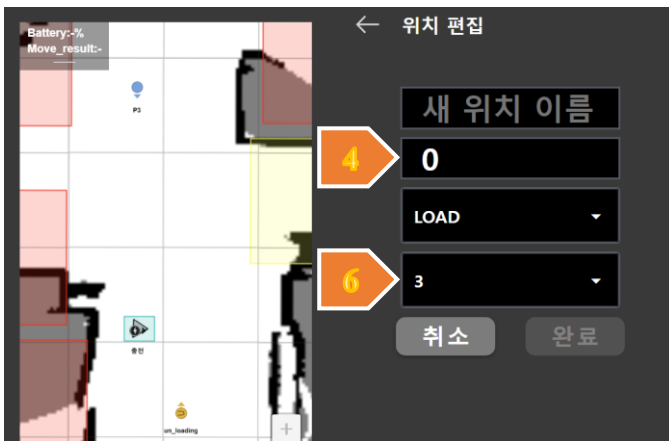 Battery:-%
Move_result:-
P3
충전
un_loading
+
← 위치 편집
새 위치 이름
4
0
LOAD
6
3
취소
완료